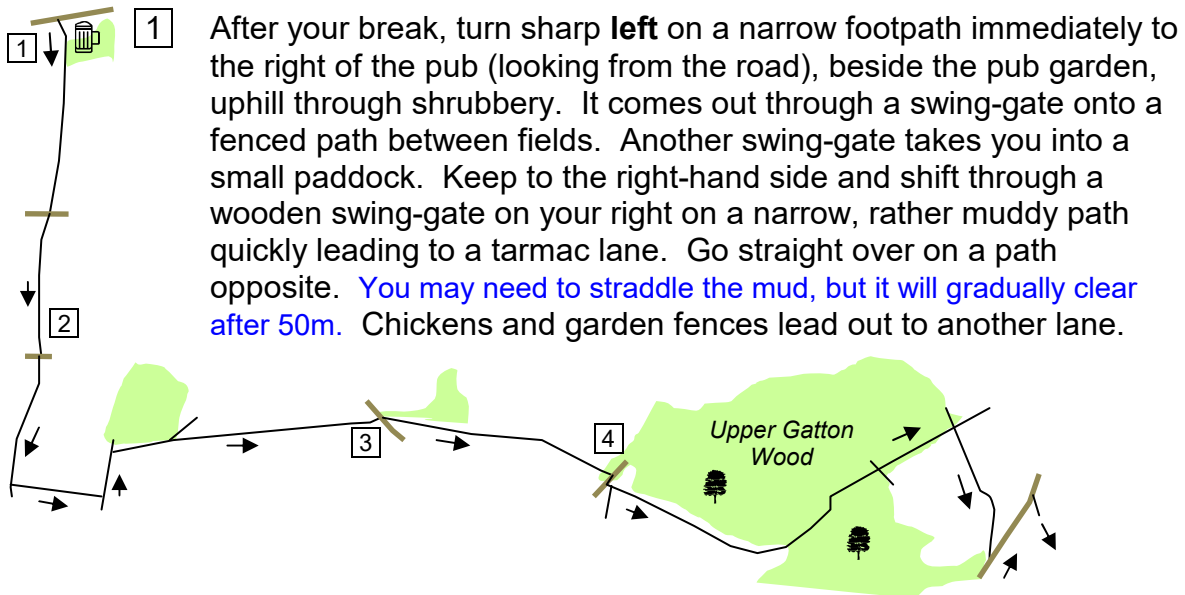 1
1
After your break, turn sharp left on a narrow footpath immediately to
the right of the pub (looking from the road), beside the pub garden,
uphill through shrubbery.  It comes out through a swing-gate onto a
fenced path between fields.  Another swing-gate takes you into a
small paddock.  Keep to the right-hand side and shift through a
wooden swing-gate on your right on a narrow, rather muddy path
quickly leading to a tarmac lane.  Go straight over on a path
opposite.  You may need to straddle the mud, but it will gradually clear
after 50m.  Chickens and garden fences lead out to another lane.
2
3
4
Upper Gatton
Wood